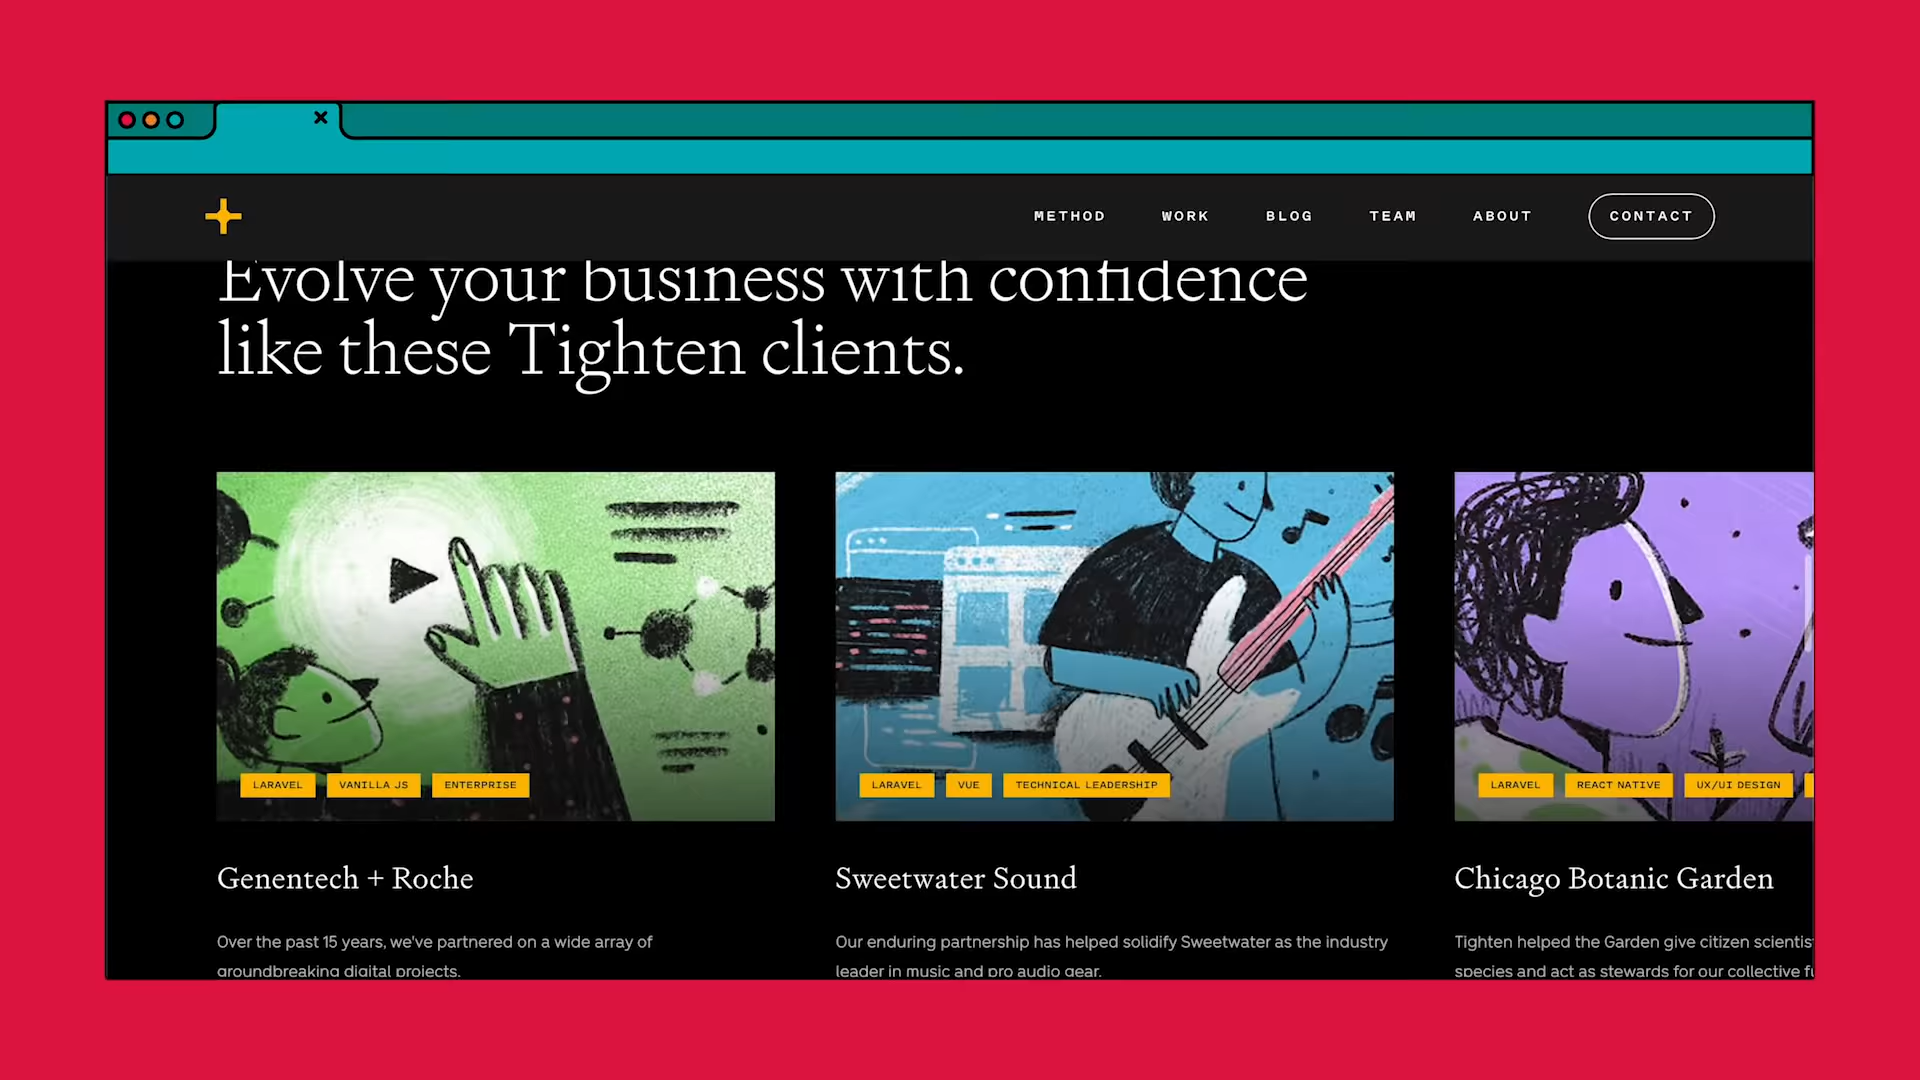 METHOD WORK BLOG TEAM ABOUT CONTACT
Evolve your business with confidence
like these Tighten clients.
LARAVEL VANILLA JS ENTERPRISE
LARAVEL VUE TECHNICAL LEADERSHIP
LARAVEL REACT NATIVE UX/UI DESIGN
Genentech + Roche
Over the past 15 years, we've partnered on a wide array of
groundbreaking digital projects.
Sweetwater Sound
Our enduring partnership has helped solidify Sweetwater as the industry
leader in music and pro audio gear.
Chicago Botanic Garden
Tighten helped the Garden give citizen
species and act as stewards for our collective